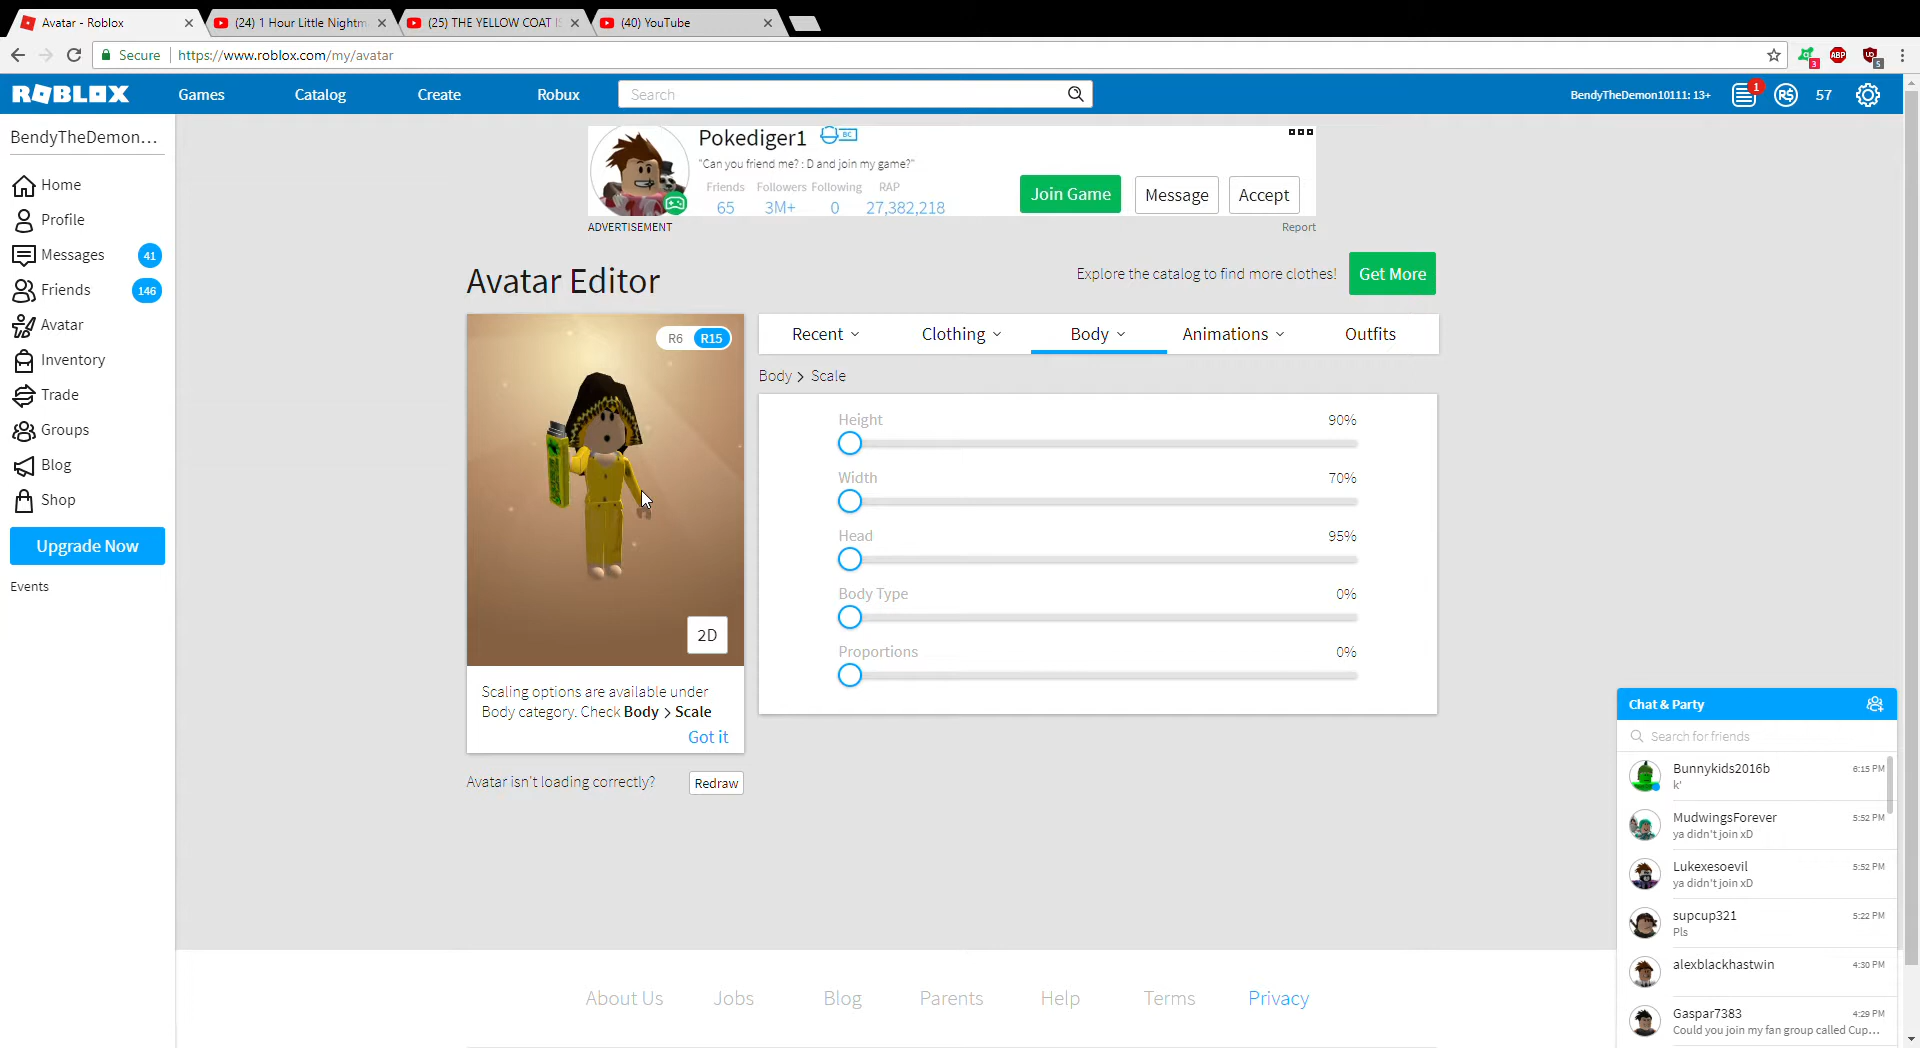 Avatar - Roblox
(24) 1 Hour Little Nightm
(25) THE YELLOW COAT IS
(40) YouTube
Secure https://www.roblox.com/my/avatar
ABP
3
5
ROBLOX Games Catalog Create Robux Search BendyTheDemon10111: 13+ 1 R$ 57
BendyTheDemon...
Home
Profile
Messages 41
Friends 146
Avatar
Inventory
Trade
Groups
Blog
Shop
Upgrade Now
Events
Pokediger1 BC
"Can you friend me? : D and join my game?"
Friends Followers Following RAP
65 3M+ 0 27,382,218
Join Game Message Accept
ADVERTISEMENT Report
Avatar Editor
Explore the catalog to find more clothes! Get More
R6 R15
2D
Scaling options are available under
Body category. Check Body > Scale
Got it
Avatar isn't loading correctly? Redraw
Recent Clothing Body Animations Outfits
Body > Scale
Height 90%
Width 70%
Head 95%
Body Type 0%
Proportions 0%
Chat & Party
Search for friends
Bunnykids2016b 6:15 PM
k'
MudwingsForever 5:52 PM
ya didn't join xD
Lukexesoevil 5:52 PM
ya didn't join xD
supcup321 5:22 PM
Pls
alexblackhastwin 4:30 PM
Gaspar7383 4:29 PM
Could you join my fan group called Cup...
About Us Jobs Blog Parents Help Terms Privacy